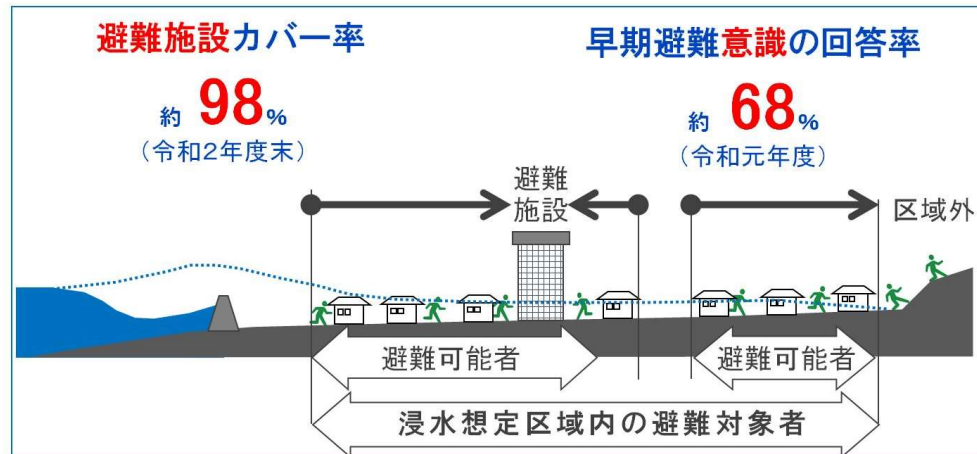 避難施設カバー率
約 98%
(令和2年度末)
早期避難意識の回答率
約 68%
(令和元年度)
避難
施設
区域外
避難可能者
避難可能者
浸水想定区域内の避難対象者